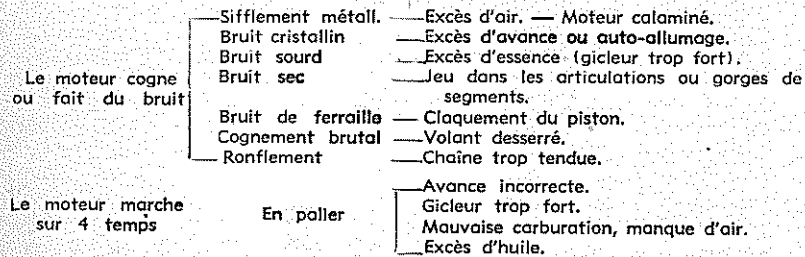 Sifflement métall. — Excès d'air. — Moteur calaminé.
Bruit cristallin — Excès d'avance ou auto-allumage.
Bruit sourd — Excès d'essence (gicleur trop fort).
Le moteur cogne Bruit sec — Jeu dans les articulations ou gorges de
ou fait du bruit segments.
Bruit de ferraille — Claquement du piston.
Cognement brutal — Volant desserré.
Ronflement — Chaîne trop tendue.
Avance incorrecte.
Le moteur marche Gicleur trop fort.
sur 4 temps En palier Mauvaise carburation, manque d'air.
Excès d'huile.